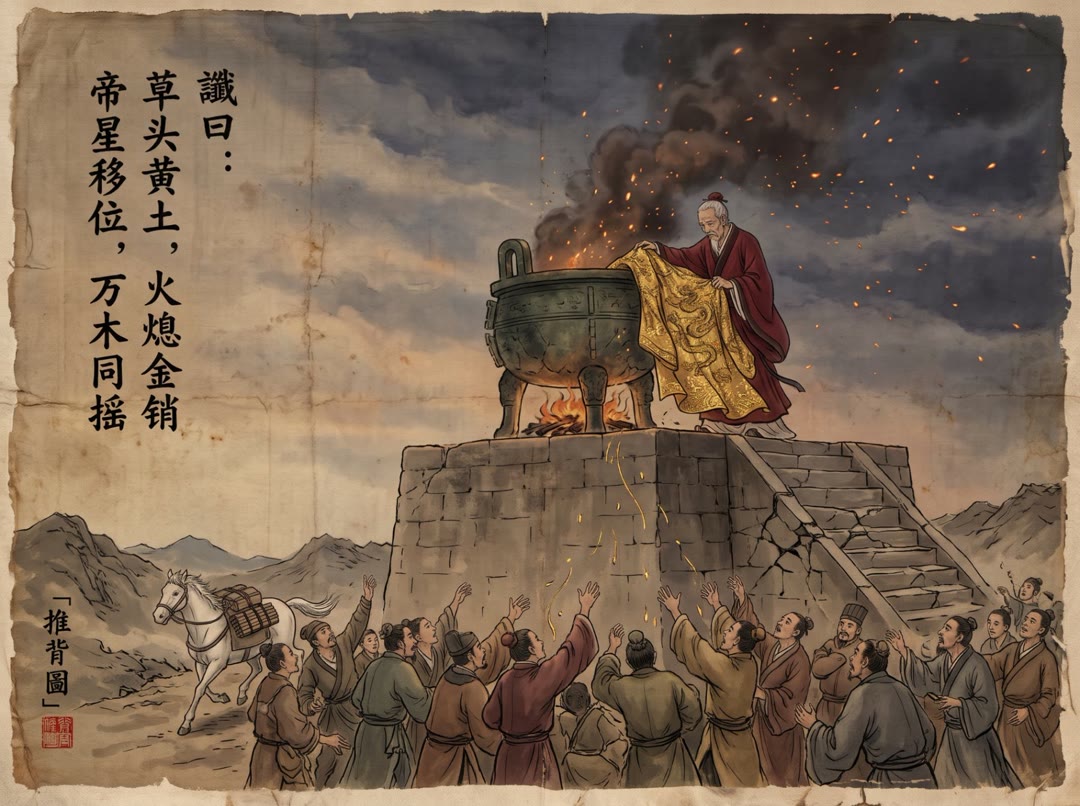 讖曰：
草头黄土，火熄金销
帝星移位，万木同摇
「推背圖」